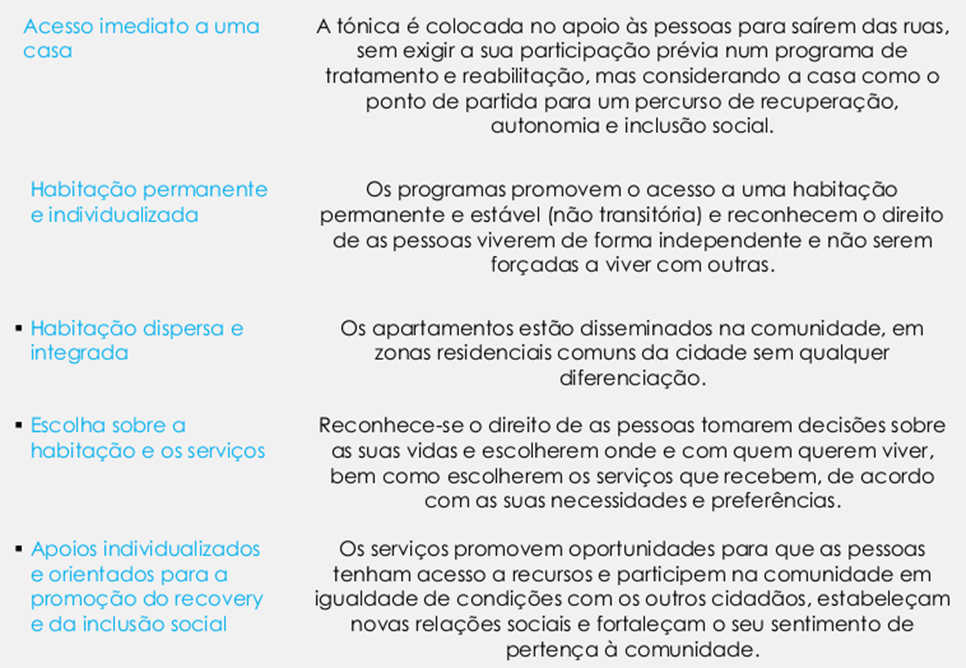 Acesso imediato a uma
casa
A tónica é colocada no apoio às pessoas para saírem das ruas,
sem exigir a sua participação prévia num programa de
tratamento e reabilitação, mas considerando a casa como o
ponto de partida para um percurso de recuperação,
autonomia e inclusão social.
Habitação permanente
e individualizada
Os programas promovem o acesso a uma habitação
permanente e estável (não transitória) e reconhecem o direito
de as pessoas viverem de forma independente e não serem
forçadas a viver com outras.
▪ Habitação dispersa e
integrada
Os apartamentos estão disseminados na comunidade, em
zonas residenciais comuns da cidade sem qualquer
diferenciação.
▪ Escolha sobre a
habitação e os serviços
Reconhece-se o direito de as pessoas tomarem decisões sobre
as suas vidas e escolherem onde e com quem querem viver,
bem como escolherem os serviços que recebem, de acordo
com as suas necessidades e preferências.
▪ Apoios individualizados
e orientados para a
promoção do recovery
e da inclusão social
Os serviços promovem oportunidades para que as pessoas
tenham acesso a recursos e participem na comunidade em
igualdade de condições com os outros cidadãos, estabeleçam
novas relações sociais e fortaleçam o seu sentimento de
pertença à comunidade.